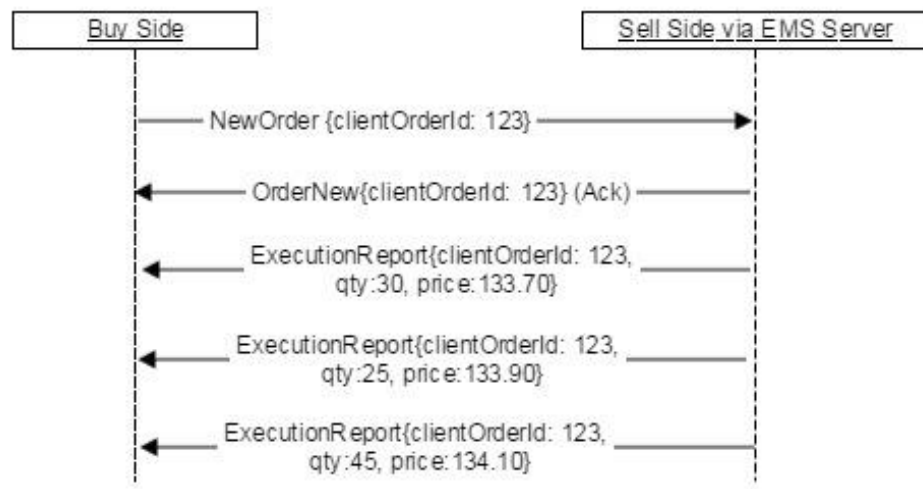 Buy Side
Sell Side via EMS Server
NewOrder {clientOrderId: 123}
OrderNew{clientOrderId: 123} (Ack)
ExecutionReport{clientOrderId: 123,
qty:30, price:133.70}
ExecutionReport{clientOrderId: 123,
qty:25, price:133.90}
ExecutionReport{clientOrderId: 123,
qty:45, price:134.10}